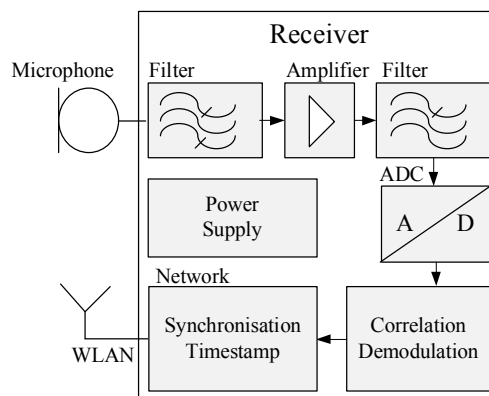 Receiver
Microphone
Filter
Amplifier
Filter
ADC
A
D
Power
Supply
Network
Synchronisation
Timestamp
Correlation
Demodulation
WLAN